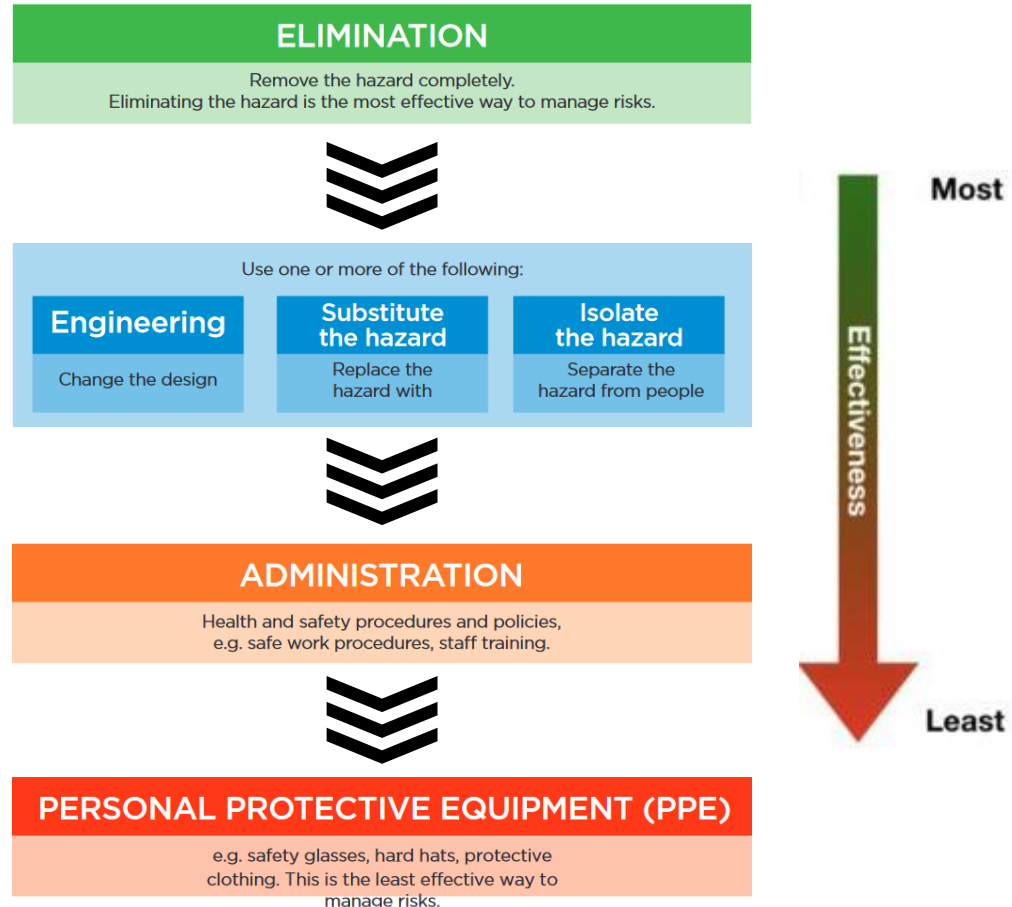 ELIMINATION
Remove the hazard completely.
Eliminating the hazard is the most effective way to manage risks.
Most
Use one or more of the following:
Engineering
Change the design
Substitute
the hazard
Replace the
hazard with
Isolate
the hazard
Separate the
hazard from people
Effectiveness
ADMINISTRATION
Health and safety procedures and policies,
e.g. safe work procedures, staff training.
Least
PERSONAL PROTECTIVE EQUIPMENT (PPE)
e.g. safety glasses, hard hats, protective
clothing. This is the least effective way to
manage risks.